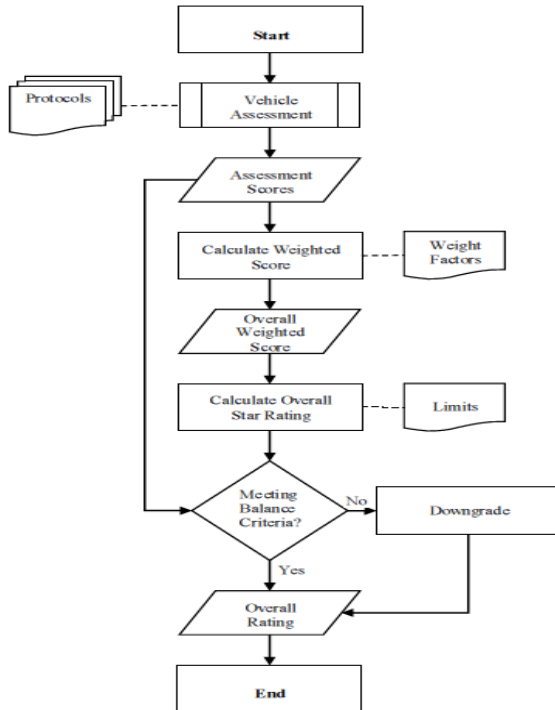 Start
Protocols
Vehicle
Assessment
Assessment
Scores
Calculate Weighted
Score
Weight
Factors
Overall
Weighted
Score
Calculate Overall
Star Rating
Limits
Meeting
Balance
Criteria?
No
Downgrade
Yes
Overall
Rating
End